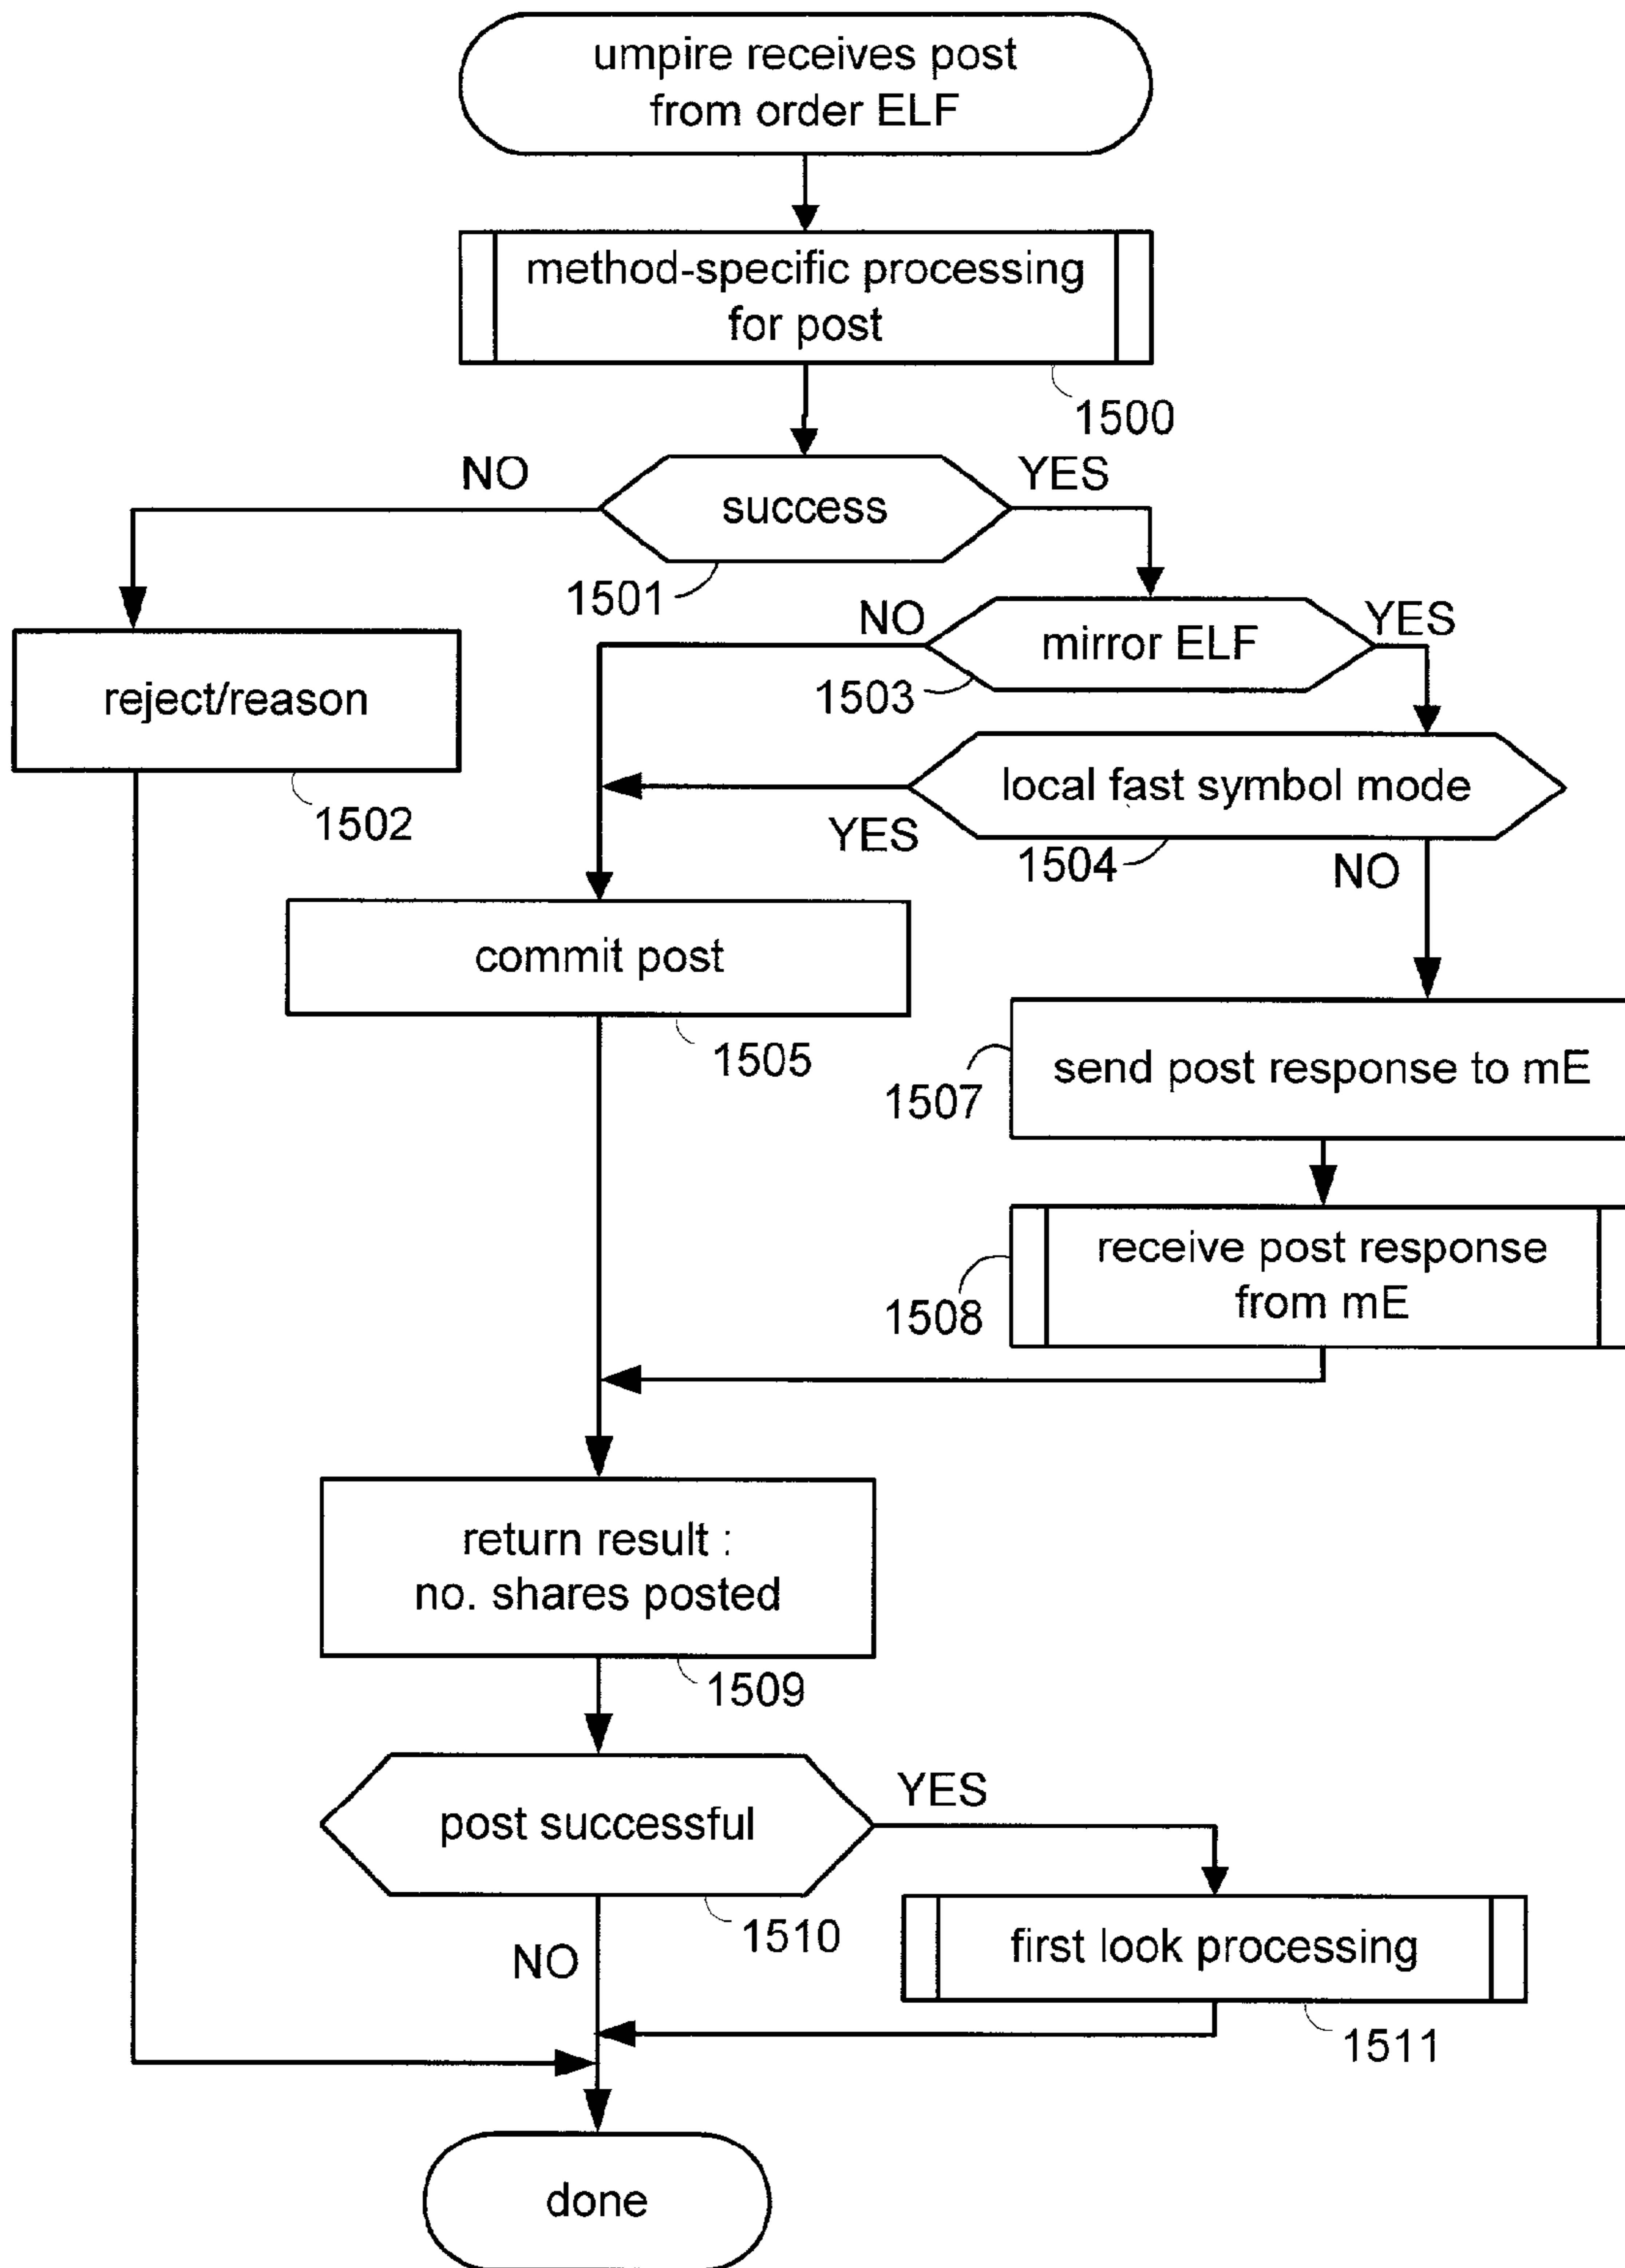 umpire receives post
from order ELF
method-specific processing
for post
1500
NO
YES
success
1501
NO
YES
mirror ELF
1503
reject/reason
1502
local fast symbol mode
YES
1504
NO
commit post
1505
send post response to mE
1507
receive post response
from mE
1508
return result :
no. shares posted
1509
YES
post successful
1510
NO
first look processing
1511
done